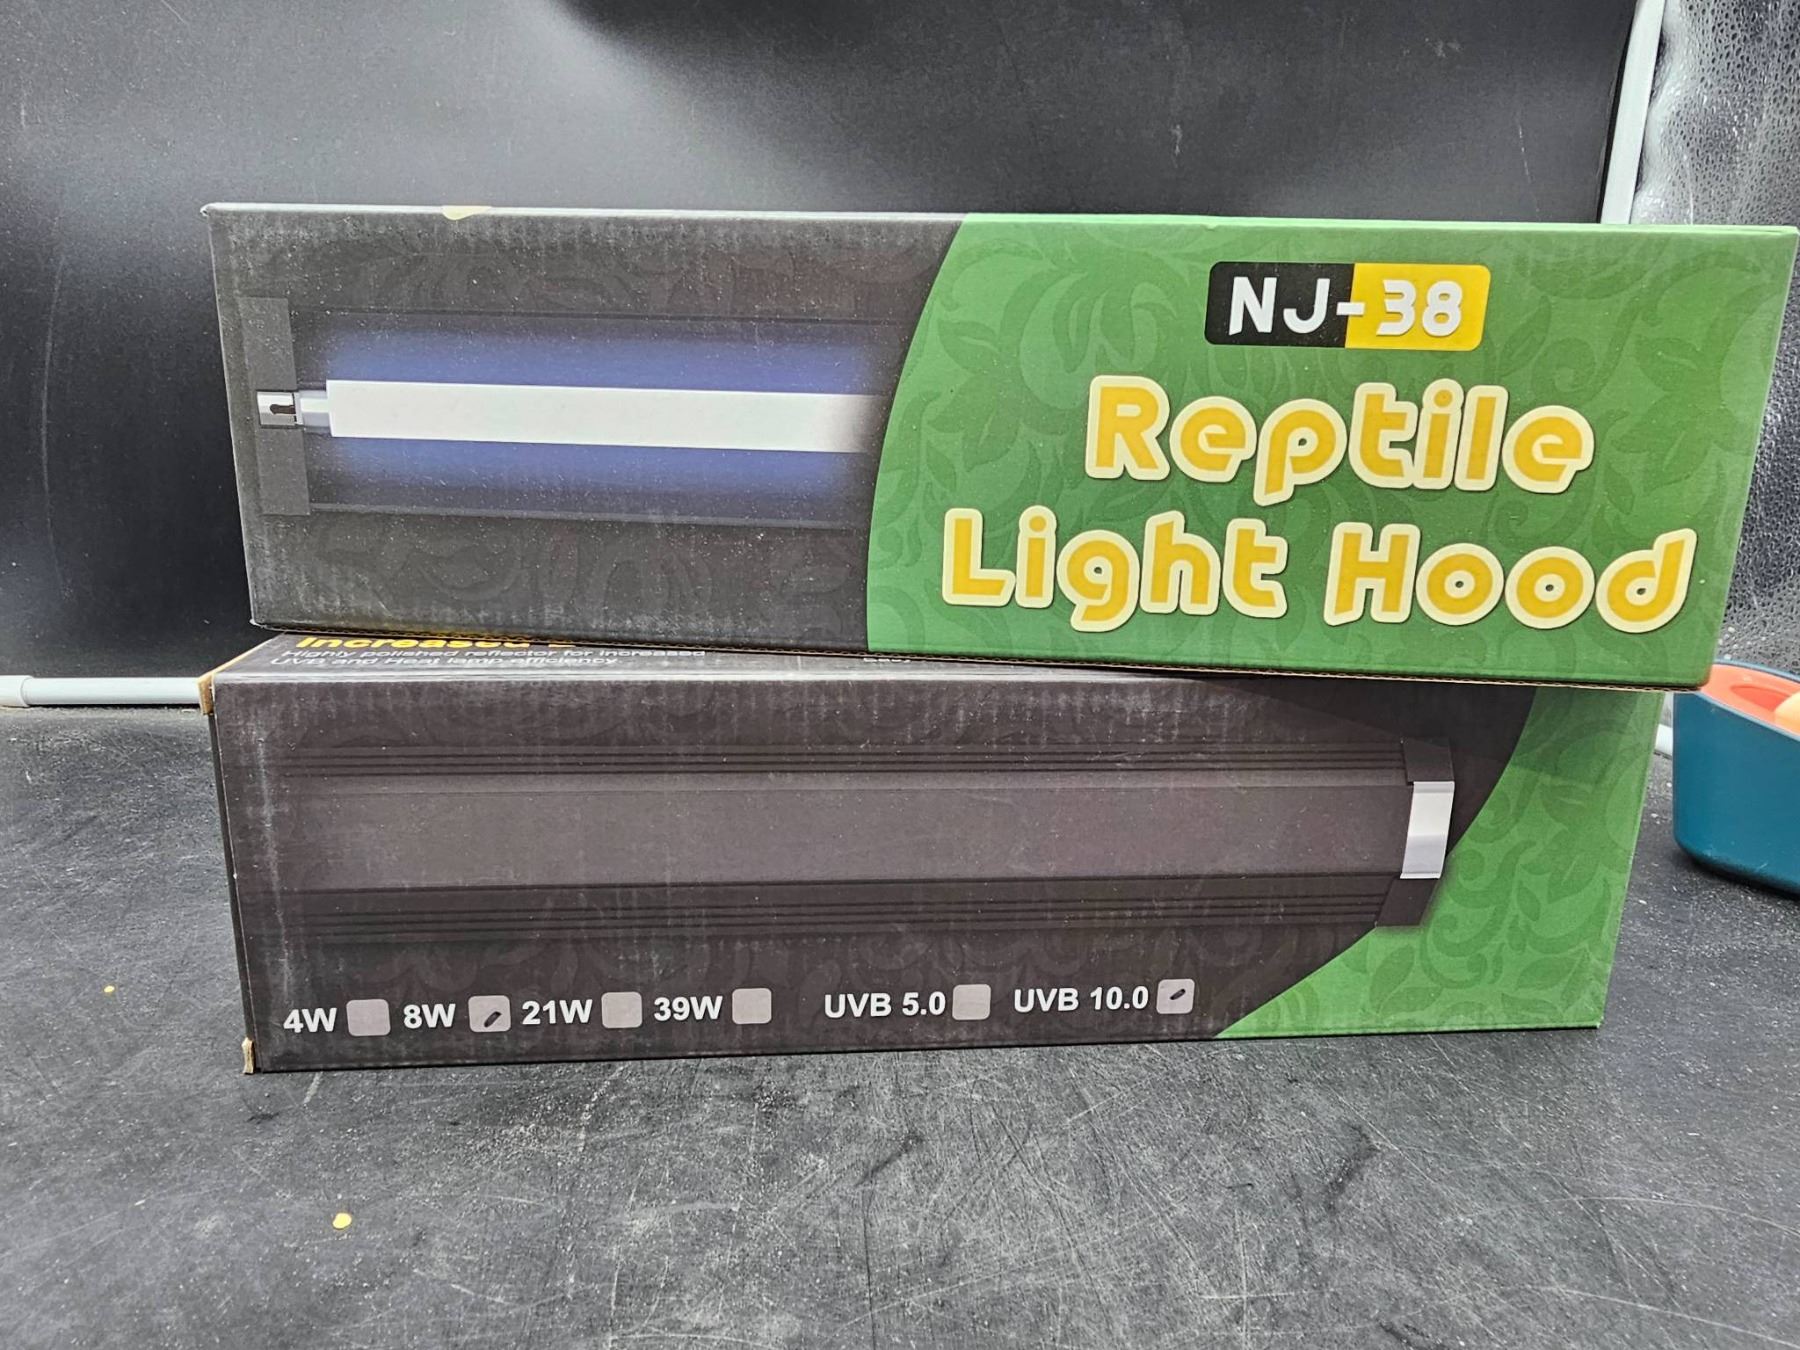 NJ-38
Reptile
Light Hood
Increased
Highly polished reflector for increased
UVB and Heat lamp efficiency
4W 8W 21W 39W UVB 5.0 UVB 10.0